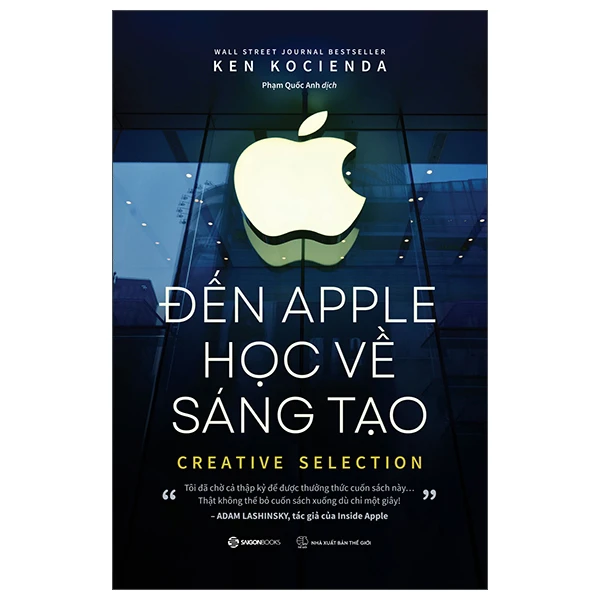 WALL STREET JOURNAL BESTSELLER
KEN KOCIENDA
Phạm Quốc Anh dịch
ĐẾN APPLE
HỌC VỀ
SÁNG TẠO
CREATIVE SELECTION
“ Tôi đã chờ cả thập kỷ để được thưởng thức cuốn sách này...
Thật không thể bỏ cuốn sách xuống dù chỉ một giây! ”
– ADAM LASHINSKY, tác giả của Inside Apple
SAIGONBOOKS
NHÀ XUẤT BẢN THẾ GIỚI